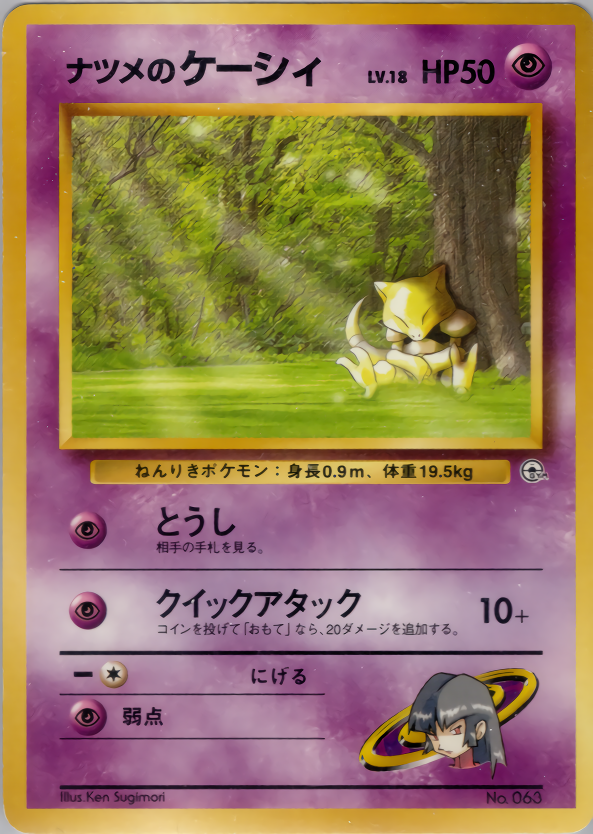 ナツメのケーシィ LV.18 HP50
ねんりきポケモン：身長0.9m、体重19.5kg
GYM
とうし
相手の手札を見る。
クイックアタック 10+
コインを投げて「おもて」なら、20ダメージを追加する。
にげる
弱点
Illus.Ken Sugimori No. 063